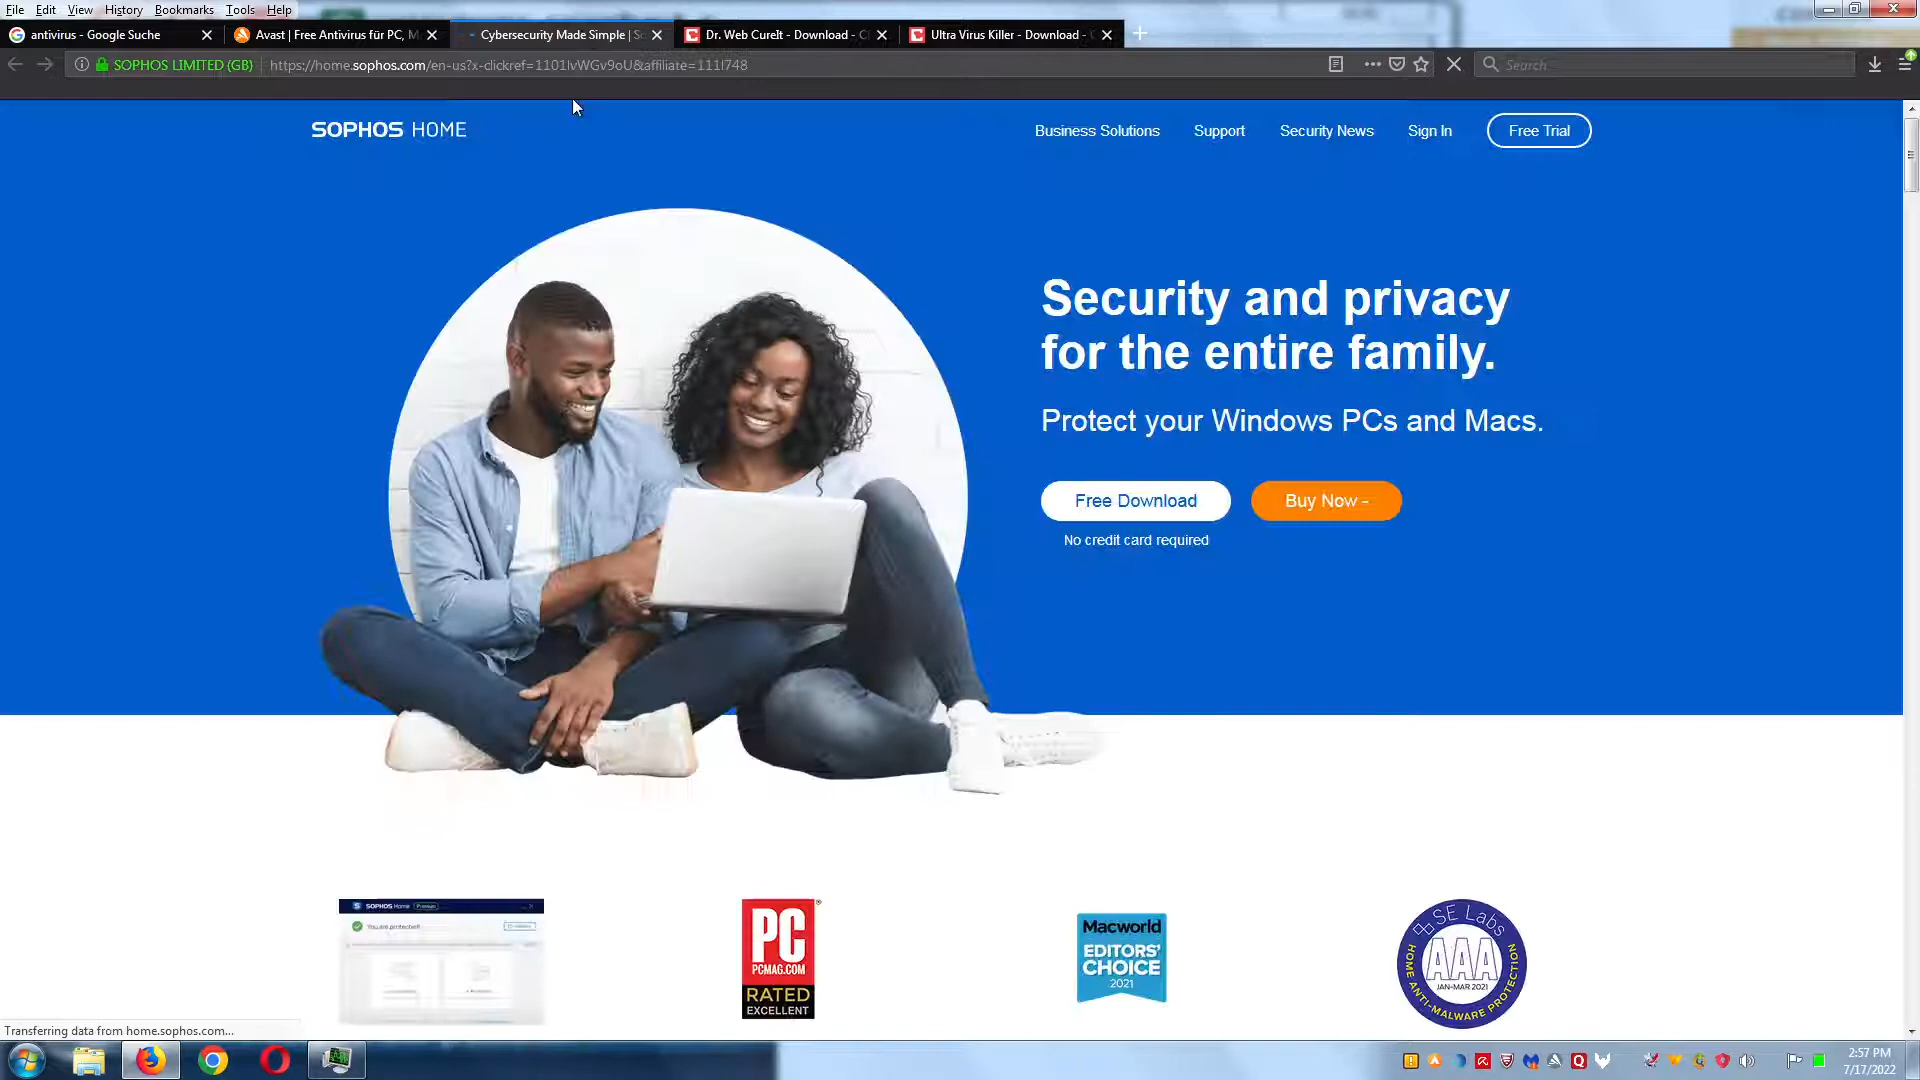 File Edit View History Bookmarks Tools Help
antivirus - Google Suche
Avast | Free Antivirus für PC, M
Cybersecurity Made Simple | So
Dr. Web CureIt - Download - C
Ultra Virus Killer - Download -
SOPHOS LIMITED (GB)
https://home.sophos.com/en-us?x-clickref=1101lvWGv9oU&affiliate=111l748
Search
SOPHOS HOME
Business Solutions
Support
Security News
Sign In
Free Trial
Security and privacy
for the entire family.
Protect your Windows PCs and Macs.
Free Download
Buy Now -
No credit card required
SOPHOS Home Premium
You are protected!
PC
PCMAG.COM
RATED
EXCELLENT
Macworld
EDITORS'
CHOICE
2021
SE Labs
AAA
JAN-MAR 2021
HOME ANTI-MALWARE PROTECTION
Transferring data from home.sophos.com...
2:57 PM
7/17/2022